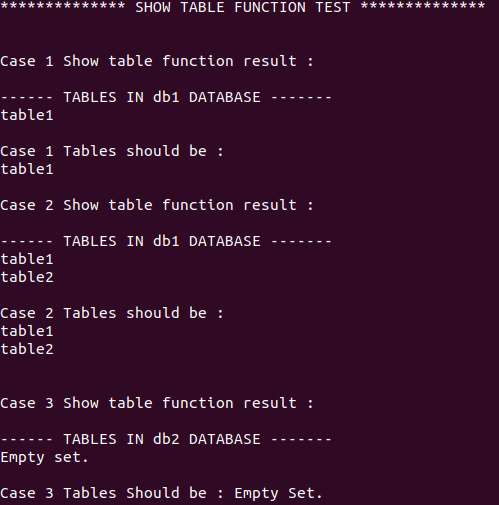 ************** SHOW TABLE FUNCTION TEST **************
Case 1 Show table function result :
------ TABLES IN db1 DATABASE -------
table1
Case 1 Tables should be :
table1
Case 2 Show table function result :
------ TABLES IN db1 DATABASE -------
table1
table2
Case 2 Tables should be :
table1
table2
Case 3 Show table function result :
------ TABLES IN db2 DATABASE -------
Empty set.
Case 3 Tables Should be : Empty Set.